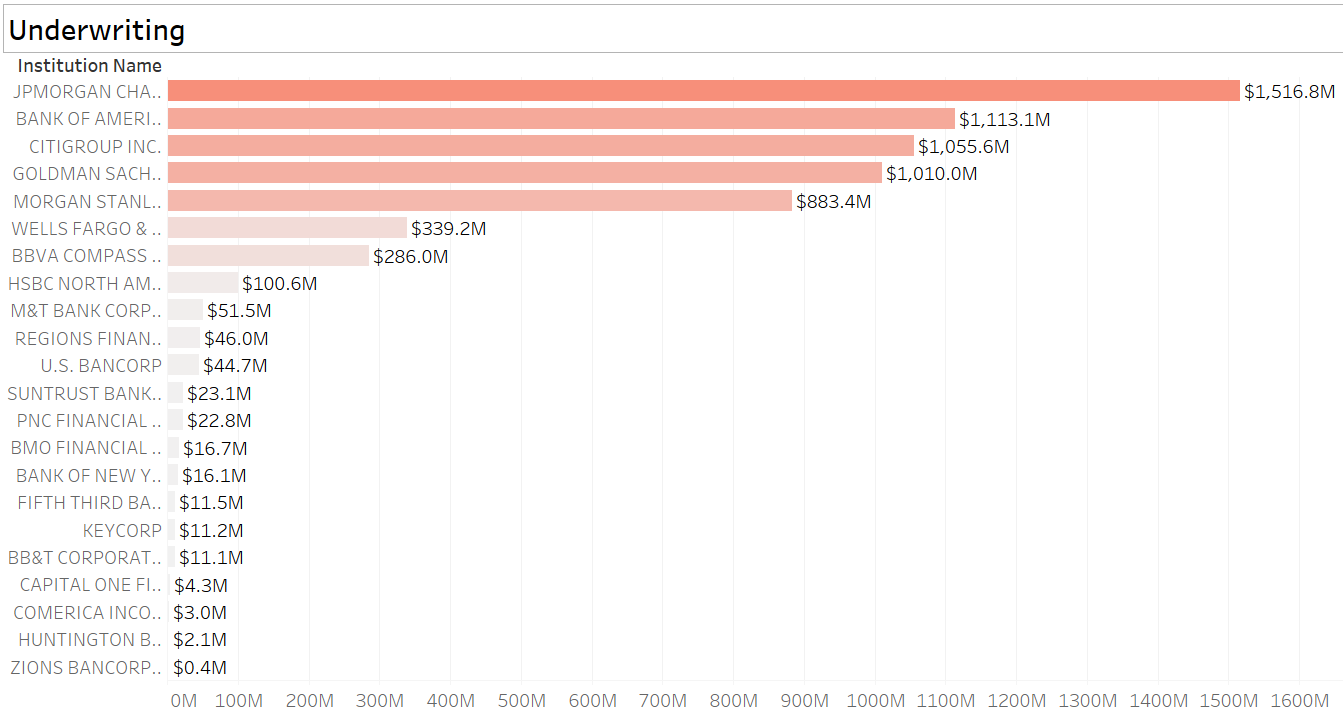 Underwriting
Institution Name
JPMORGAN CHA.. $1,516.8M
BANK OF AMERI.. $1,113.1M
CITIGROUP INC. $1,055.6M
GOLDMAN SACH.. $1,010.0M
MORGAN STANL.. $883.4M
WELLS FARGO & .. $339.2M
BBVA COMPASS .. $286.0M
HSBC NORTH AM.. $100.6M
M&T BANK CORP.. $51.5M
REGIONS FINAN.. $46.0M
U.S. BANCORP $44.7M
SUNTRUST BANK.. $23.1M
PNC FINANCIAL .. $22.8M
BMO FINANCIAL .. $16.7M
BANK OF NEW Y.. $16.1M
FIFTH THIRD BA.. $11.5M
KEYCORP $11.2M
BB&T CORPORAT.. $11.1M
CAPITAL ONE FI.. $4.3M
COMERICA INCO.. $3.0M
HUNTINGTON B.. $2.1M
ZIONS BANCORP.. $0.4M
0M 100M 200M 300M 400M 500M 600M 700M 800M 900M 1000M 1100M 1200M 1300M 1400M 1500M 1600M